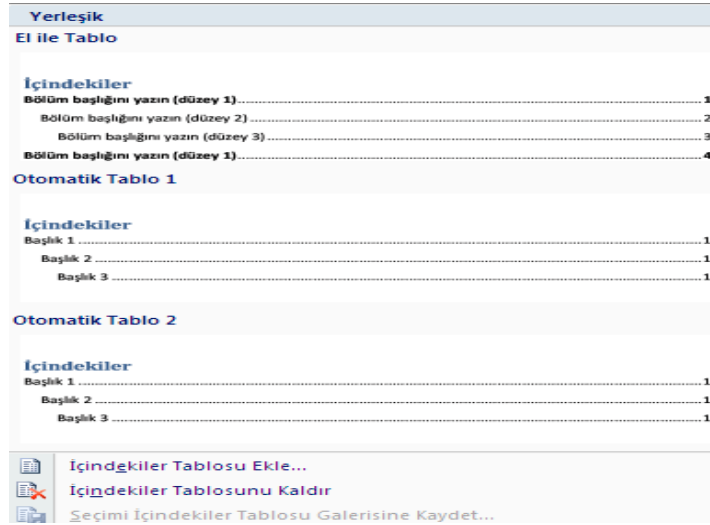 Yerleşik
El ile Tablo
İçindekiler
Bölüm başlığını yazın (düzey 1)........................................1
Bölüm başlığını yazın (düzey 2)........................................2
Bölüm başlığını yazın (düzey 3)........................................3
Bölüm başlığını yazın (düzey 1)........................................4
Otomatik Tablo 1
İçindekiler
Başlık 1........................................1
Başlık 2........................................1
Başlık 3........................................1
Otomatik Tablo 2
İçindekiler
Başlık 1........................................1
Başlık 2........................................1
Başlık 3........................................1
İçindekiler Tablosu Ekle...
İçindekiler Tablosunu Kaldır
Seçimi İçindekiler Tablosu Galerisine Kaydet...